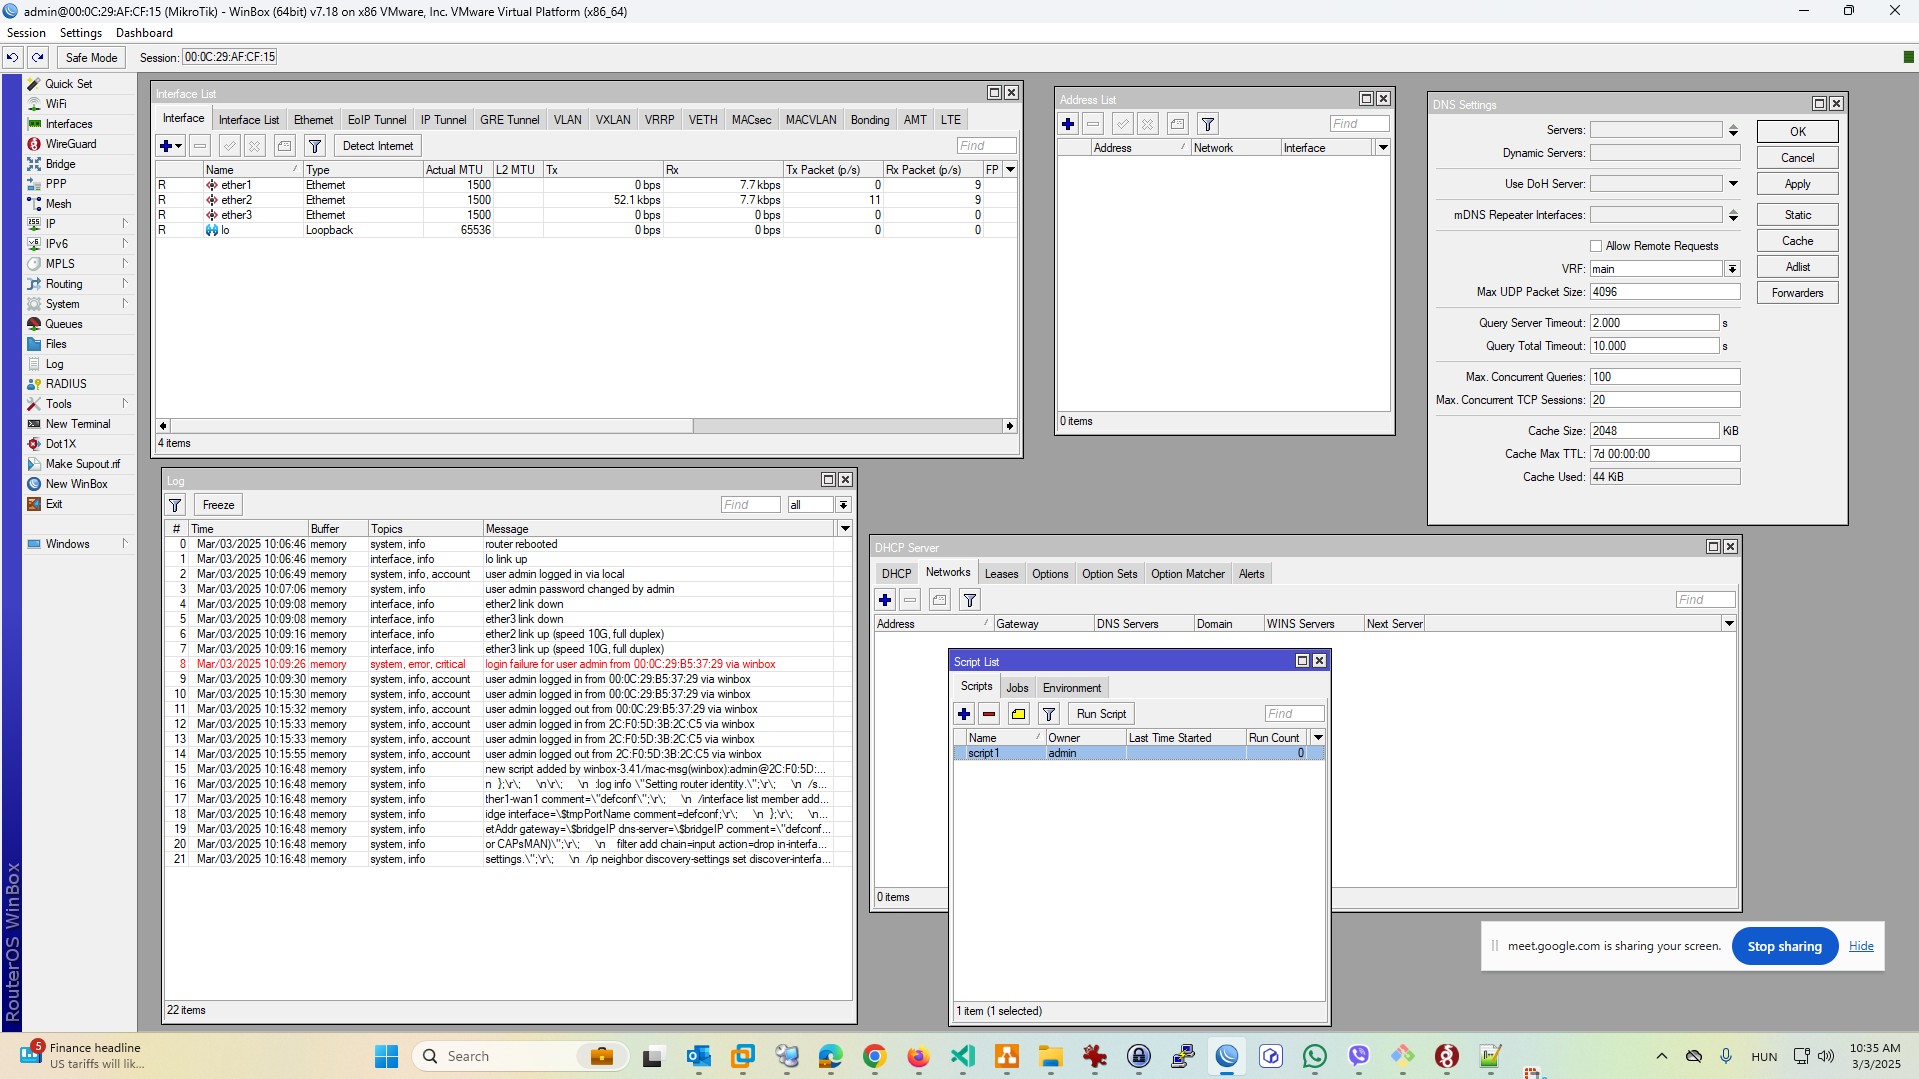 admin@00:0C:29:AF:CF:15 (MikroTik) - WinBox (64bit) v7.18 on x86 VMware, Inc. VMware Virtual Platform (x86_64)
Session Settings Dashboard
Safe Mode Session: 00:0C:29:AF:CF:15
Quick Set
WiFi
Interfaces
WireGuard
Bridge
PPP
Mesh
IP
IPv6
MPLS
Routing
System
Queues
Files
Log
RADIUS
Tools
New Terminal
Dot1X
Make Supout.rif
New WinBox
Exit
Windows
RouterOS WinBox
Interface List
Interface Interface List Ethernet EoIP Tunnel IP Tunnel GRE Tunnel VLAN VXLAN VRRP VETH MACsec MACVLAN Bonding AMT LTE
Detect Internet Find
Name Type Actual MTU L2 MTU Tx Rx Tx Packet (p/s) Rx Packet (p/s) FP
R ether1 Ethernet 1500 0 bps 7.7 kbps 0 9
R ether2 Ethernet 1500 52.1 kbps 7.7 kbps 11 9
R ether3 Ethernet 1500 0 bps 0 bps 0 0
R lo Loopback 65536 0 bps 0 bps 0 0
4 items
Address List
Find
Address Network Interface
0 items
DNS Settings
Servers:
Dynamic Servers:
Use DoH Server:
mDNS Repeater Interfaces:
Allow Remote Requests
VRF: main
Max UDP Packet Size: 4096
Query Server Timeout: 2.000 s
Query Total Timeout: 10.000 s
Max. Concurrent Queries: 100
Max. Concurrent TCP Sessions: 20
Cache Size: 2048 KiB
Cache Max TTL: 7d 00:00:00
Cache Used: 44 KiB
OK
Cancel
Apply
Static
Cache
Adlist
Forwarders
Log
Freeze Find all
# Time Buffer Topics Message
0 Mar/03/2025 10:06:46 memory system, info router rebooted
1 Mar/03/2025 10:06:46 memory interface, info lo link up
2 Mar/03/2025 10:06:49 memory system, info, account user admin logged in via local
3 Mar/03/2025 10:07:06 memory system, info user admin password changed by admin
4 Mar/03/2025 10:09:08 memory interface, info ether2 link down
5 Mar/03/2025 10:09:08 memory interface, info ether3 link down
6 Mar/03/2025 10:09:16 memory interface, info ether2 link up (speed 10G, full duplex)
7 Mar/03/2025 10:09:16 memory interface, info ether3 link up (speed 10G, full duplex)
8 Mar/03/2025 10:09:26 memory system, error, critical login failure for user admin from 00:0C:29:B5:37:29 via winbox
9 Mar/03/2025 10:09:30 memory system, info, account user admin logged in from 00:0C:29:B5:37:29 via winbox
10 Mar/03/2025 10:15:30 memory system, info, account user admin logged in from 00:0C:29:B5:37:29 via winbox
11 Mar/03/2025 10:15:32 memory system, info, account user admin logged out from 00:0C:29:B5:37:29 via winbox
12 Mar/03/2025 10:15:33 memory system, info, account user admin logged in from 2C:F0:5D:3B:2C:C5 via winbox
13 Mar/03/2025 10:15:33 memory system, info, account user admin logged in from 2C:F0:5D:3B:2C:C5 via winbox
14 Mar/03/2025 10:15:55 memory system, info, account user admin logged out from 2C:F0:5D:3B:2C:C5 via winbox
15 Mar/03/2025 10:16:48 memory system, info new script added by winbox-3.41/mac-msg(winbox):admin@2C:F0:5D:...
16 Mar/03/2025 10:16:48 memory system, info n };\r\; \n\r\; \n :log info \"Setting router identity.\";\r\; \n /s...
17 Mar/03/2025 10:16:48 memory system, info ther1-wan1 comment=\"defconf\";\r\; \n /interface list member add...
18 Mar/03/2025 10:16:48 memory system, info idge interface=\$tmpPortName comment=defconf;\r\; \n };\r\; \n...
19 Mar/03/2025 10:16:48 memory system, info etAddr gateway=\$bridgeIP dns-server=\$bridgeIP comment=\"defconf...
20 Mar/03/2025 10:16:48 memory system, info or CAPsMAN)\";\r\; \n filter add chain=input action=drop in-interfa...
21 Mar/03/2025 10:16:48 memory system, info settings.\";\r\; \n /ip neighbor discovery-settings set discover-interfa...
22 items
DHCP Server
DHCP Networks Leases Options Option Sets Option Matcher Alerts
Find
Address Gateway DNS Servers Domain WINS Servers Next Server
0 items
Script List
Scripts Jobs Environment
Run Script Find
Name Owner Last Time Started Run Count
script1 admin 0
1 item (1 selected)
meet.google.com is sharing your screen. Stop sharing Hide
5 Finance headline
US tariffs will lik...
Search
HUN
10:35 AM
3/3/2025